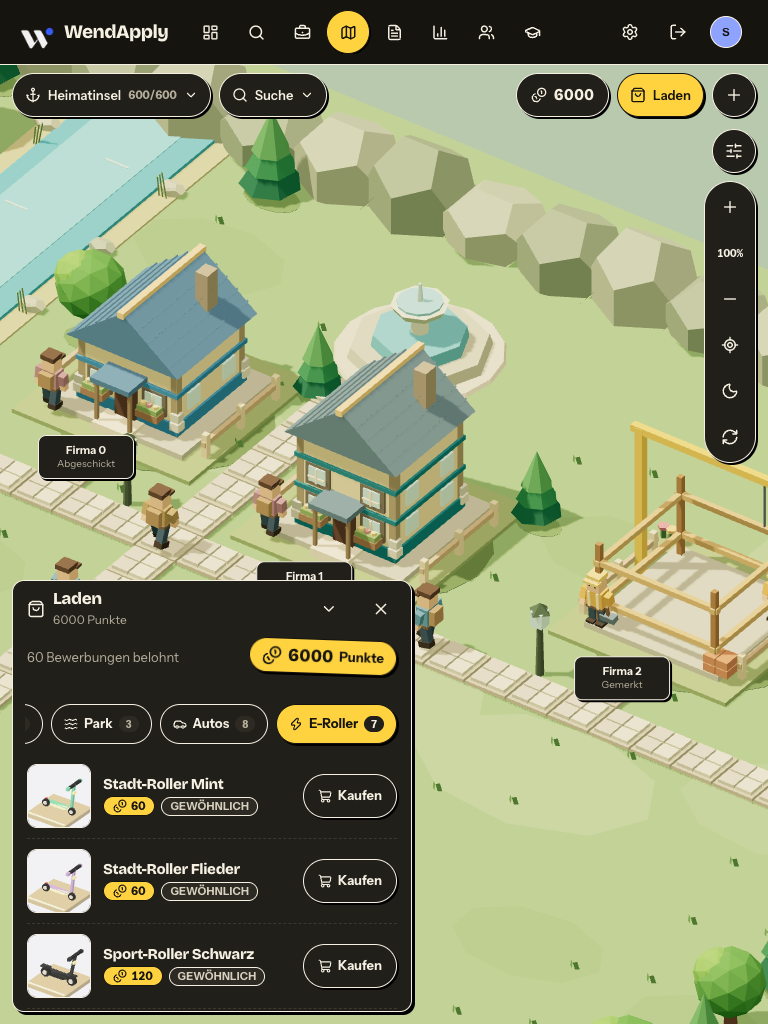 WendApply
S
Heimatinsel 600/600
Suche
6000
Laden
100%
Firma 0
Abgeschickt
Firma 1
Firma 2
Gemerkt
Laden
6000 Punkte
60 Bewerbungen belohnt
6000 Punkte
Park 3
Autos 8
E-Roller 7
Stadt-Roller Mint
60 GEWÖHNLICH
Kaufen
Stadt-Roller Flieder
60 GEWÖHNLICH
Kaufen
Sport-Roller Schwarz
120 GEWÖHNLICH
Kaufen